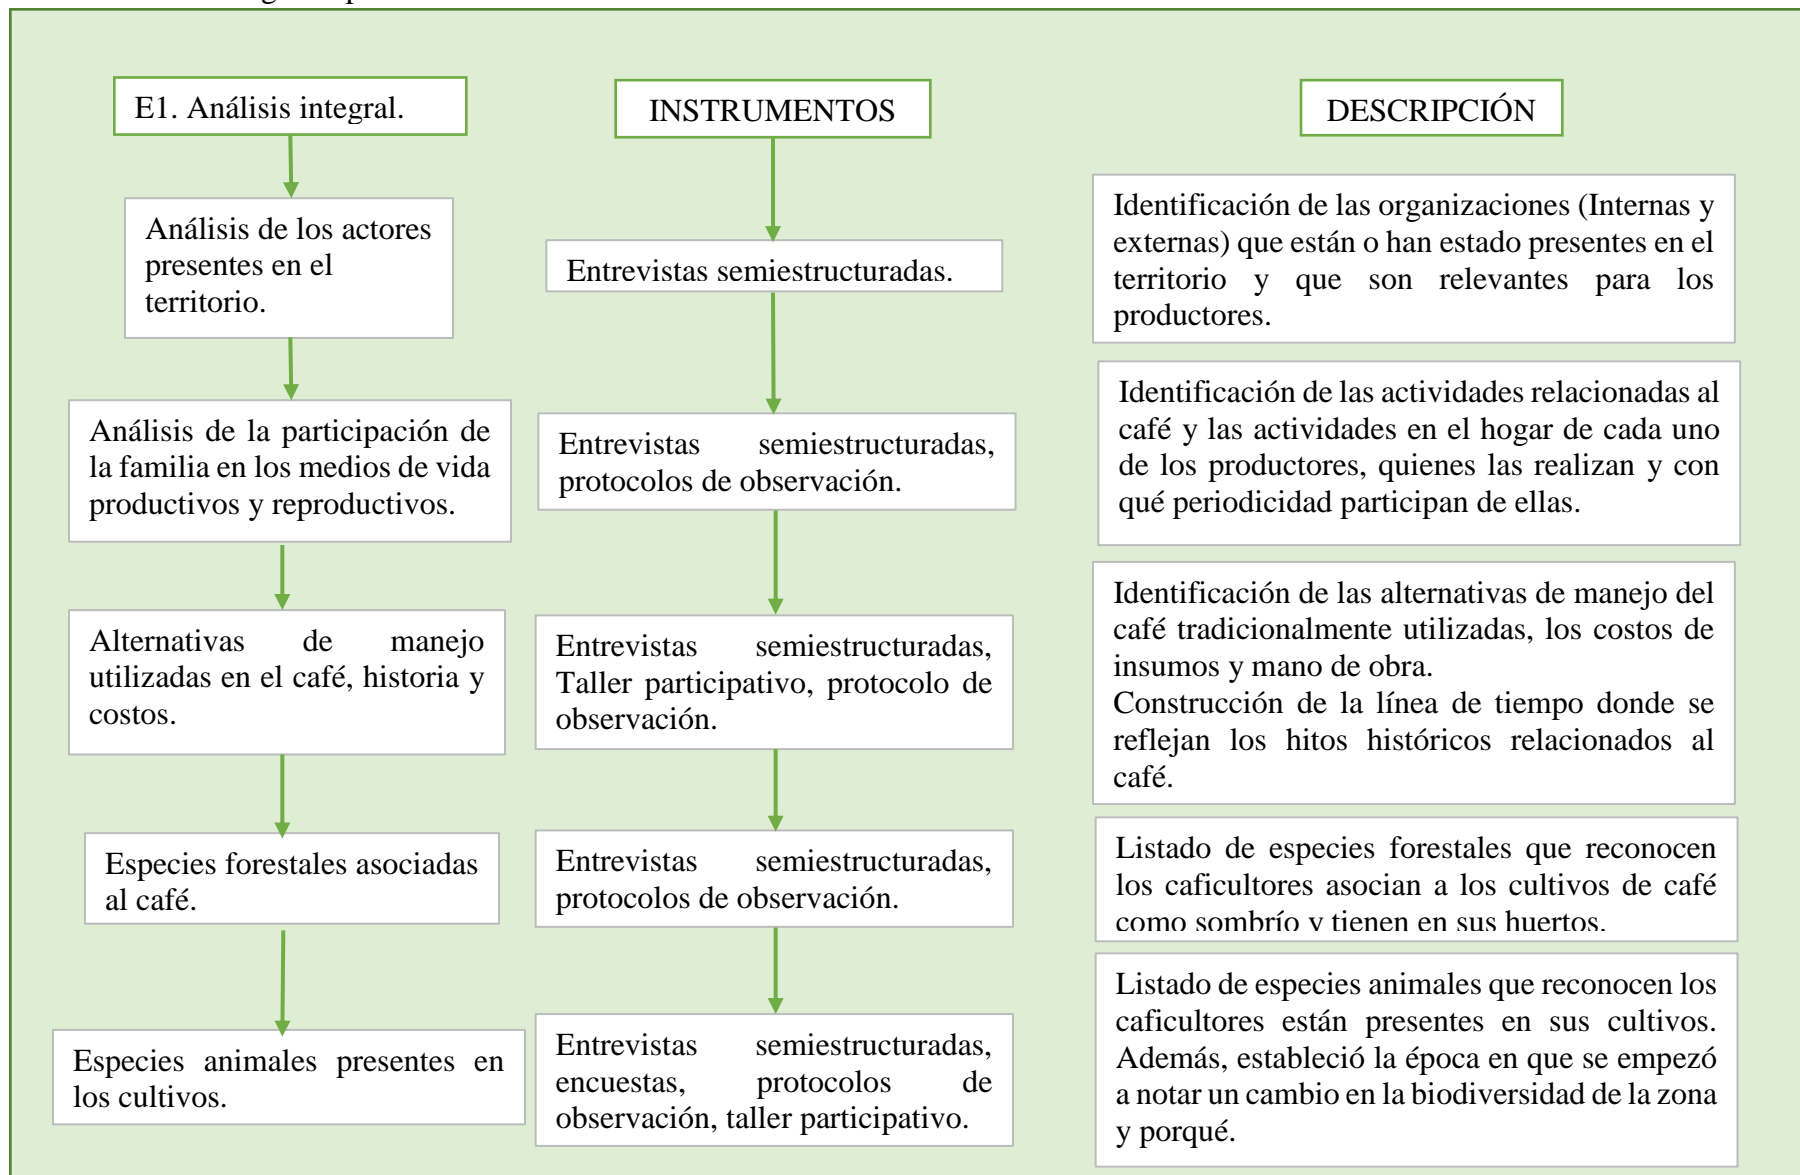 E1. Análisis integral.
INSTRUMENTOS
DESCRIPCIÓN
Análisis de los actores
presentes en el
territorio.
Entrevistas semiestructuradas.
Identificación de las organizaciones (Internas y
externas) que están o han estado presentes en el
territorio y que son relevantes para los
productores.
Análisis de la participación de
la familia en los medios de vida
productivos y reproductivos.
Entrevistas semiestructuradas,
protocolos de observación.
Identificación de las actividades relacionadas al
café y las actividades en el hogar de cada uno
de los productores, quienes las realizan y con
qué periodicidad participan de ellas.
Alternativas de manejo
utilizadas en el café, historia y
costos.
Entrevistas semiestructuradas,
Taller participativo, protocolo de
observación.
Identificación de las alternativas de manejo del
café tradicionalmente utilizadas, los costos de
insumos y mano de obra.
Construcción de la línea de tiempo donde se
reflejan los hitos históricos relacionados al
café.
Especies forestales asociadas
al café.
Entrevistas semiestructuradas,
protocolos de observación.
Listado de especies forestales que reconocen
los caficultores asocian a los cultivos de café
como sombrío y tienen en sus huertos.
Especies animales presentes en
los cultivos.
Entrevistas semiestructuradas,
encuestas, protocolos de
observación, taller participativo.
Listado de especies animales que reconocen los
caficultores están presentes en sus cultivos.
Además, estableció la época en que se empezó
a notar un cambio en la biodiversidad de la zona
y porqué.